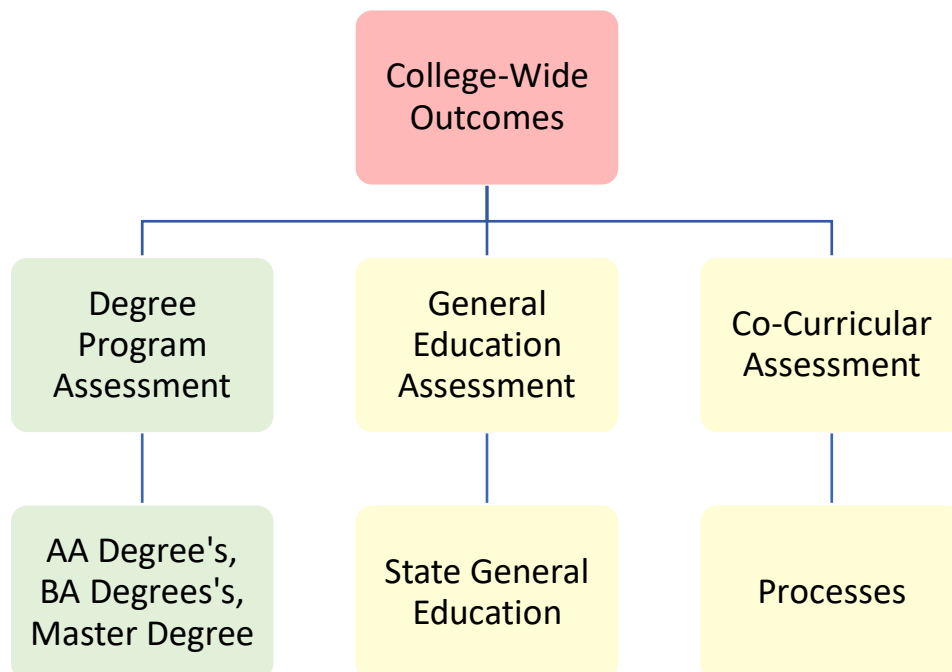 College-Wide
Outcomes
Degree
Program
Assessment
General
Education
Assessment
Co-Curricular
Assessment
AA Degree's,
BA Degrees's,
Master Degree
State General
Education
Processes